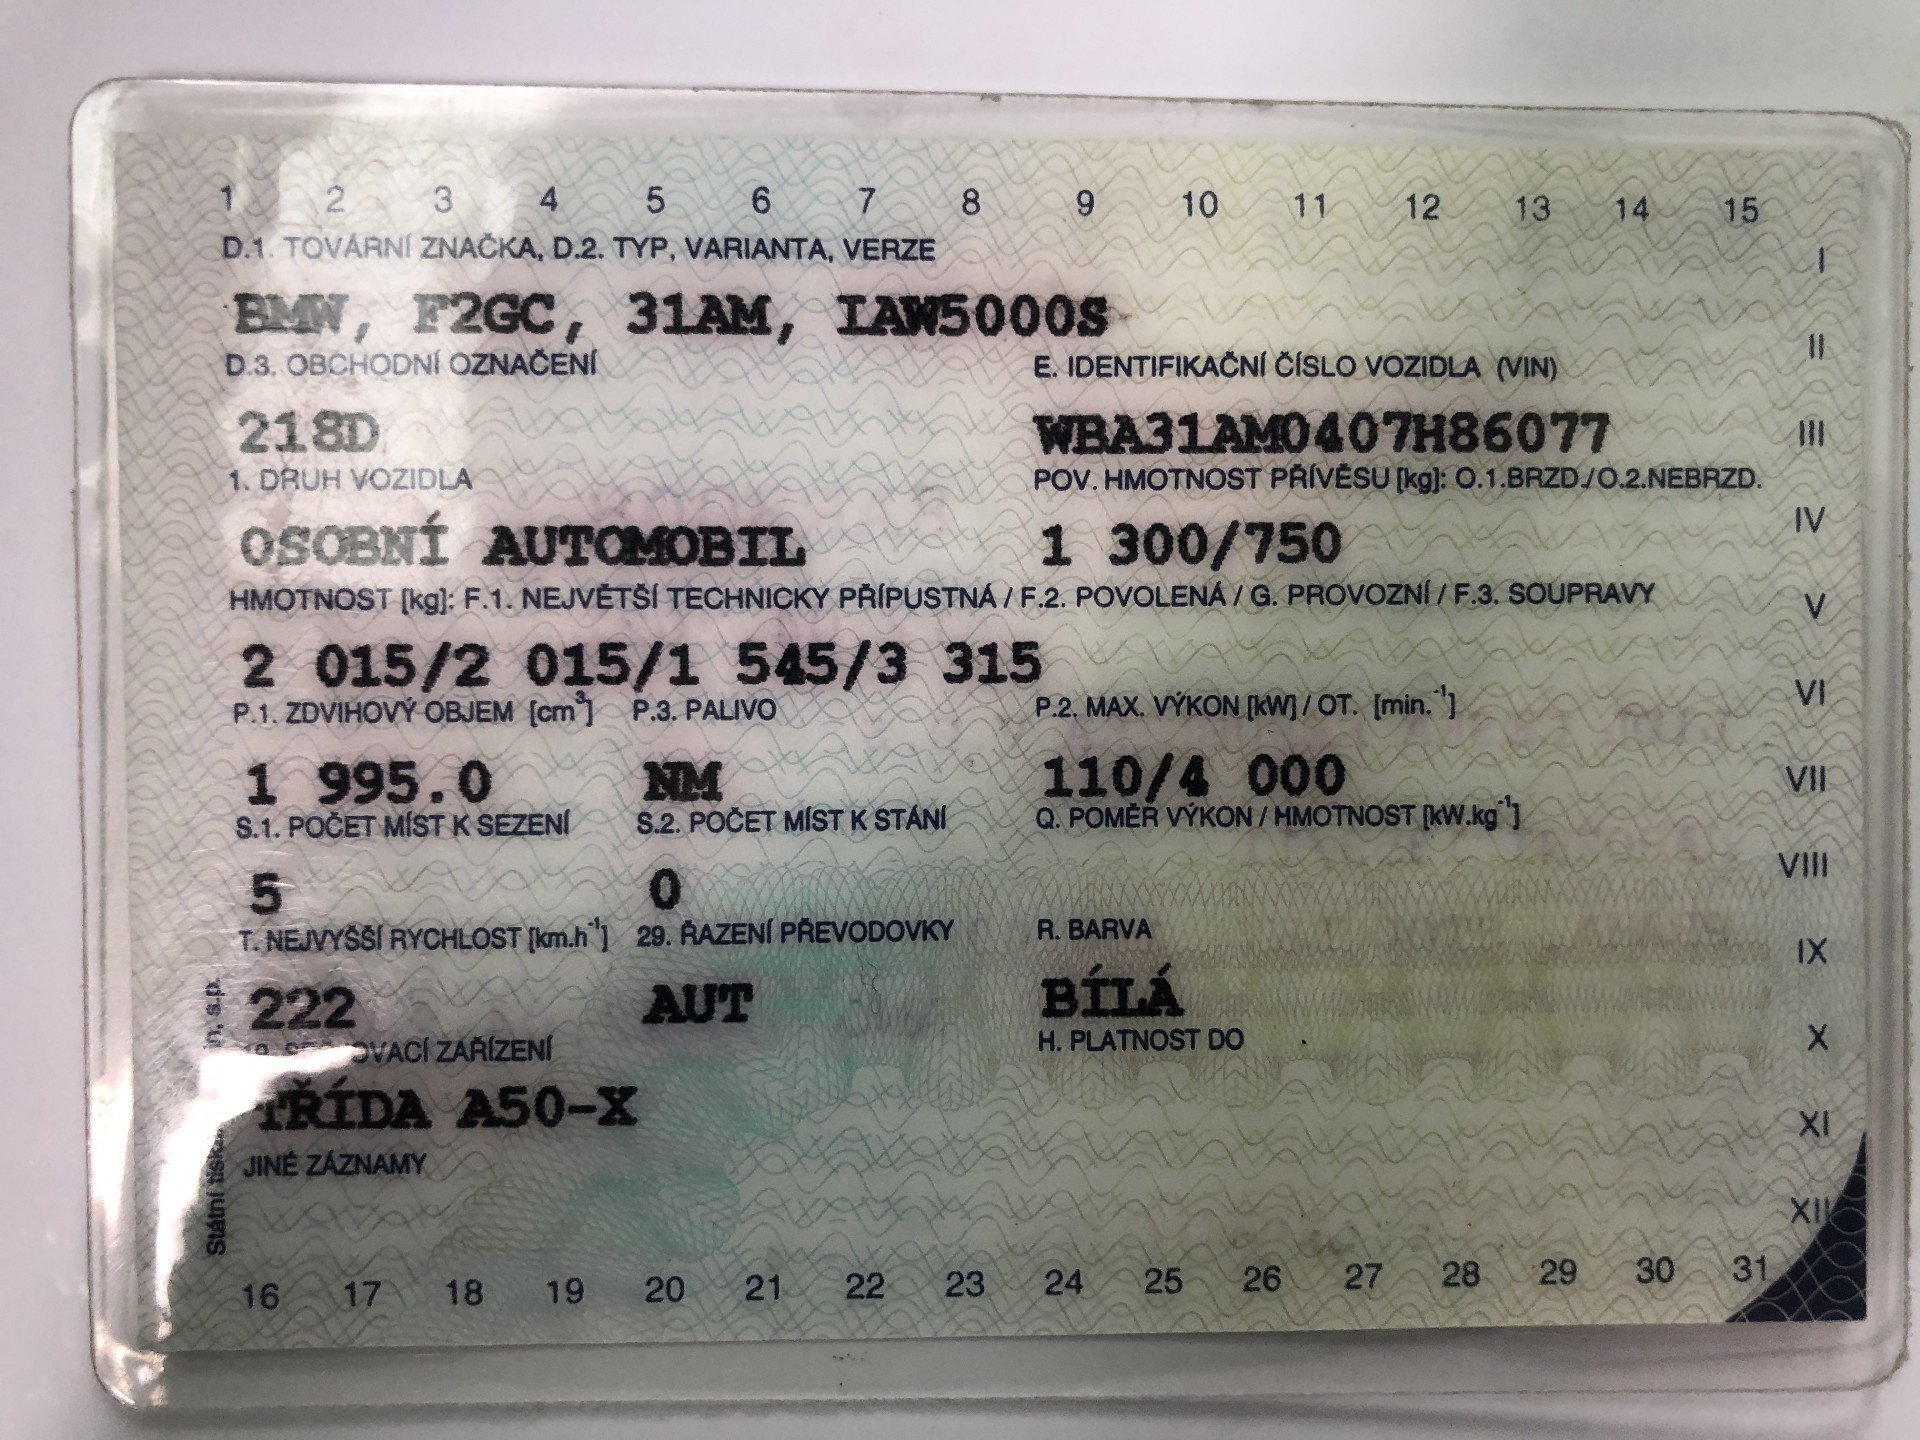 1 2 3 4 5 6 7 8 9 10 11 12 13 14 15
D.1. TOVÁRNÍ ZNAČKA, D.2. TYP, VARIANTA, VERZE
I
BMW, F2GC, 31AM, IAW5000S
II
D.3. OBCHODNÍ OZNAČENÍ E. IDENTIFIKAČNÍ ČÍSLO VOZIDLA (VIN)
218D WBA31AM0407H86077
III
1. DRUH VOZIDLA POV. HMOTNOST PŘÍVĚSU [kg]: O.1.BRZD./O.2.NEBRZD.
IV
OSOBNÍ AUTOMOBIL 1 300/750
HMOTNOST [kg]: F.1. NEJVĚTŠÍ TECHNICKY PŘÍPUSTNÁ / F.2. POVOLENÁ / G. PROVOZNÍ / F.3. SOUPRAVY
V
2 015/2 015/1 545/3 315
VI
P.1. ZDVIHOVÝ OBJEM [cm³] P.3. PALIVO P.2. MAX. VÝKON [kW] / OT. [min.⁻¹]
1 995.0 NM 110/4 000
VII
S.1. POČET MÍST K SEZENÍ S.2. POČET MÍST K STÁNÍ Q. POMĚR VÝKON / HMOTNOST [kW.kg⁻¹]
VIII
5 0
T. NEJVYŠŠÍ RYCHLOST [km.h⁻¹] 29. ŘAZENÍ PŘEVODOVKY R. BARVA
IX
222 AUT BÍLÁ
ZAŘÍZENÍ H. PLATNOST DO
X
TŘÍDA A50-X
XI
JINÉ ZÁZNAMY
XII
16 17 18 19 20 21 22 23 24 25 26 27 28 29 30 31
Státní s.p.